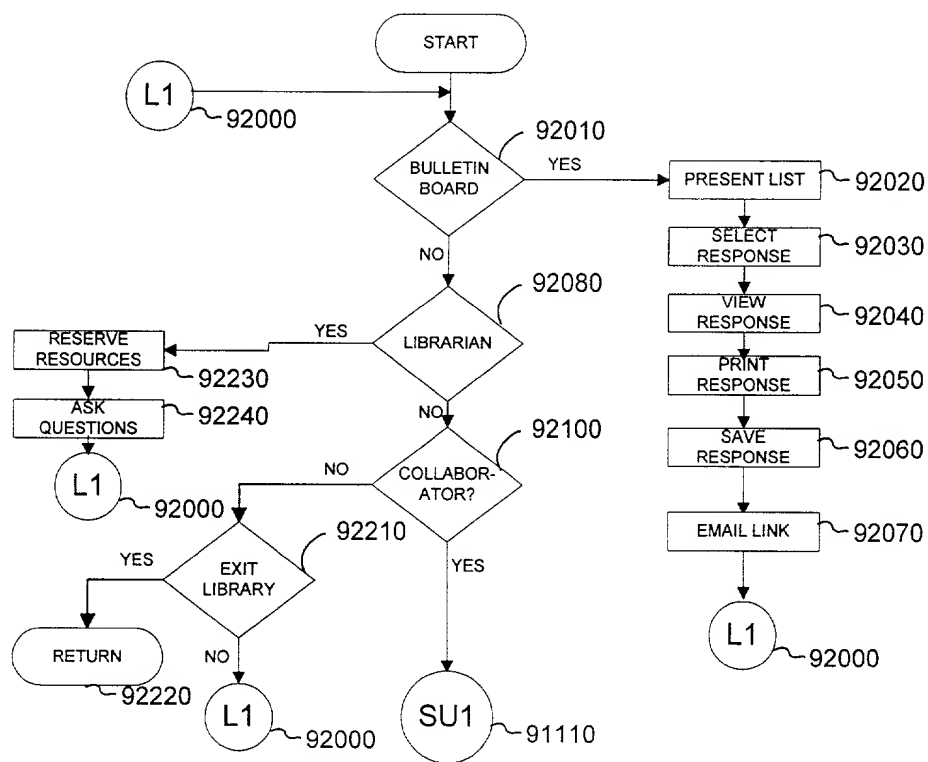 START
L1
92000
92010
BULLETIN
BOARD
YES
PRESENT LIST
92020
NO
SELECT
RESPONSE
92030
92080
VIEW
RESPONSE
92040
LIBRARIAN
YES
RESERVE
RESOURCES
92230
PRINT
RESPONSE
92050
NO
ASK
QUESTIONS
92240
92100
SAVE
RESPONSE
92060
COLLABOR-
ATOR?
NO
L1
92000
92210
EMAIL LINK
92070
YES
EXIT
LIBRARY
YES
L1
92000
RETURN
92220
NO
L1
92000
SU1
91110